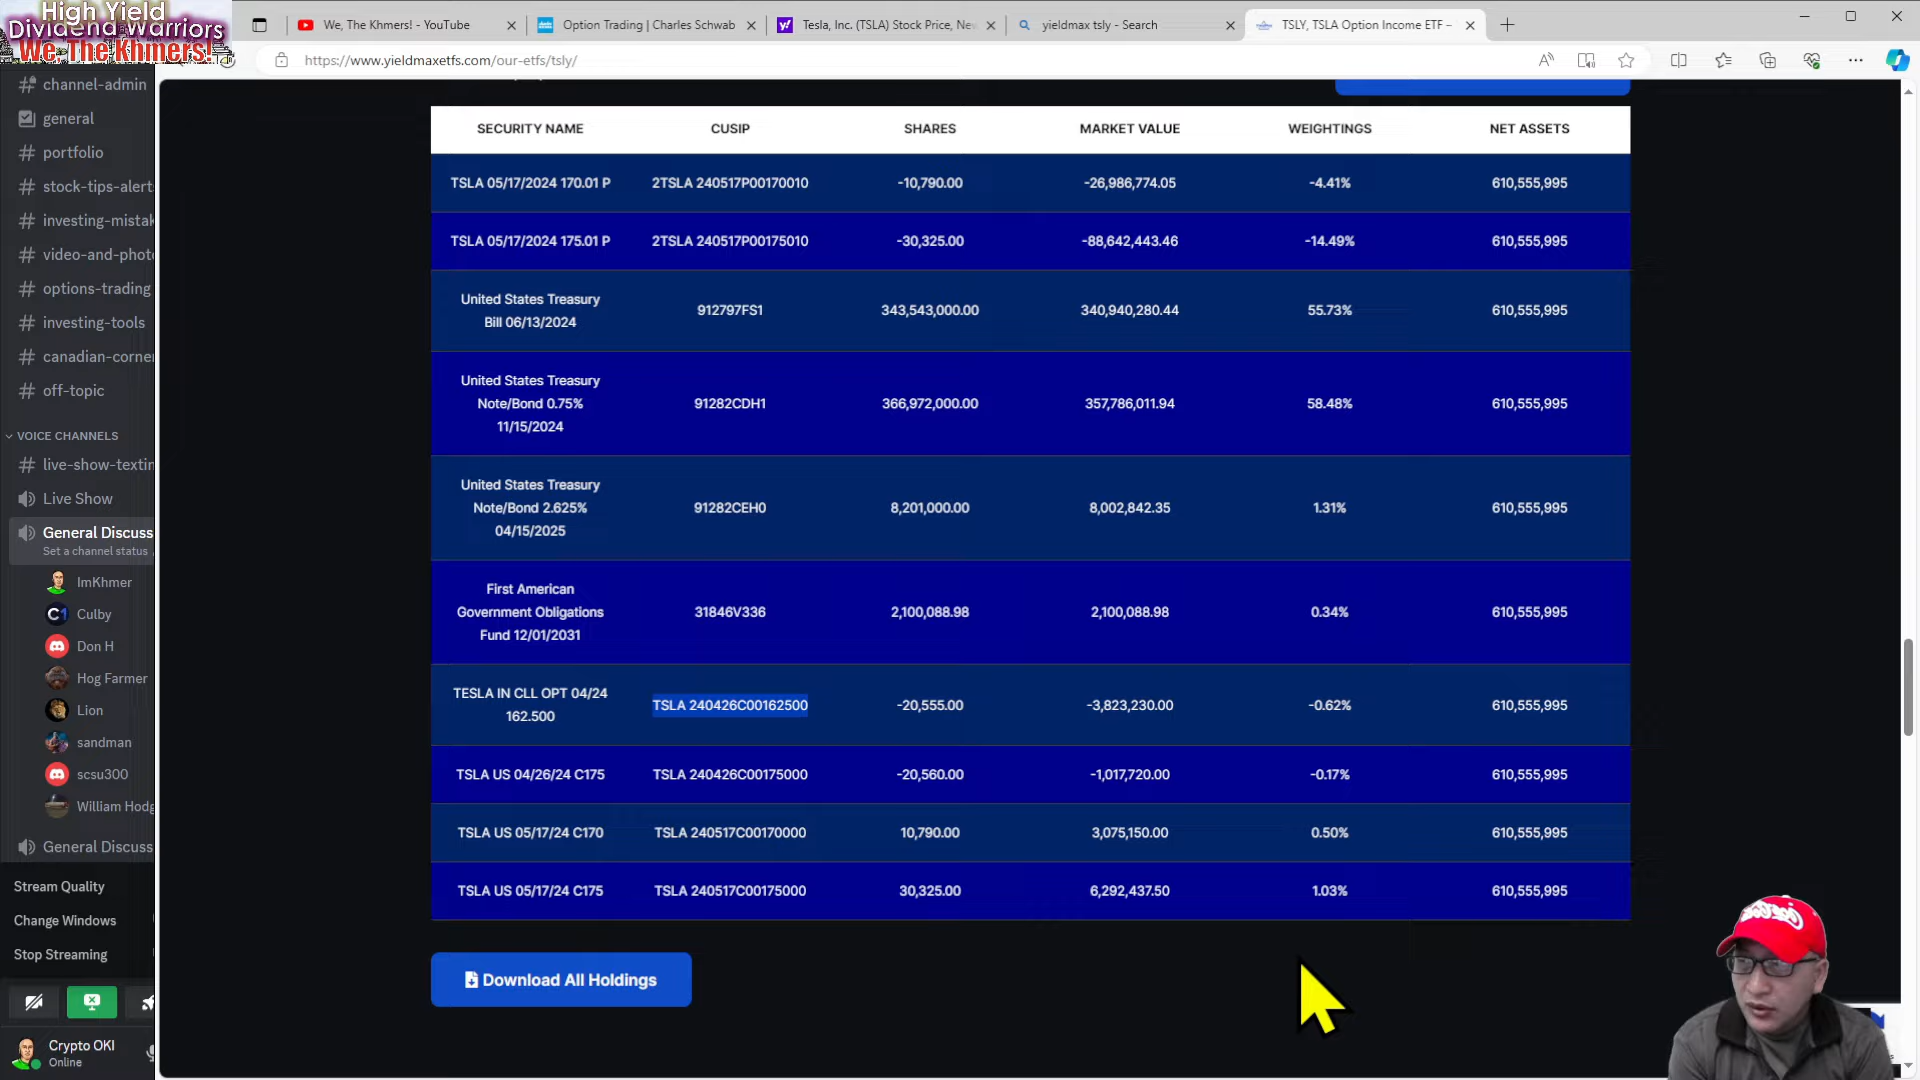 High Yield
Dividend Warriors
We, The Khmers!
We, The Khmers! - YouTube
Option Trading | Charles Schwab
Tesla, Inc. (TSLA) Stock Price, Nev
yieldmax tsly - Search
TSLY, TSLA Option Income ETF –
https://www.yieldmaxetfs.com/our-etfs/tsly/
channel-admin
general
portfolio
stock-tips-alert
investing-mistak
video-and-photo
options-trading
investing-tools
canadian-corner
off-topic
VOICE CHANNELS
live-show-textin
Live Show
General Discuss
Set a channel status
ImKhmer
Culby
Don H
Hog Farmer
Lion
sandman
scsu300
William Hodg
General Discuss
Stream Quality
Change Windows
Stop Streaming
Crypto OKI
Online
SECURITY NAME CUSIP SHARES MARKET VALUE WEIGHTINGS NET ASSETS
TSLA 05/17/2024 170.01 P 2TSLA 240517P00170010 -10,790.00 -26,986,774.05 -4.41% 610,555,995
TSLA 05/17/2024 175.01 P 2TSLA 240517P00175010 -30,325.00 -88,642,443.46 -14.49% 610,555,995
United States Treasury
Bill 06/13/2024 912797FS1 343,543,000.00 340,940,280.44 55.73% 610,555,995
United States Treasury
Note/Bond 0.75% 91282CDH1 366,972,000.00 357,786,011.94 58.48% 610,555,995
11/15/2024
United States Treasury
Note/Bond 2.625% 91282CEH0 8,201,000.00 8,002,842.35 1.31% 610,555,995
04/15/2025
First American
Government Obligations 31846V336 2,100,088.98 2,100,088.98 0.34% 610,555,995
Fund 12/01/2031
TESLA IN CLL OPT 04/24
162.500 TSLA 240426C00162500 -20,555.00 -3,823,230.00 -0.62% 610,555,995
TSLA US 04/26/24 C175 TSLA 240426C00175000 -20,560.00 -1,017,720.00 -0.17% 610,555,995
TSLA US 05/17/24 C170 TSLA 240517C00170000 10,790.00 3,075,150.00 0.50% 610,555,995
TSLA US 05/17/24 C175 TSLA 240517C00175000 30,325.00 6,292,437.50 1.03% 610,555,995
Download All Holdings